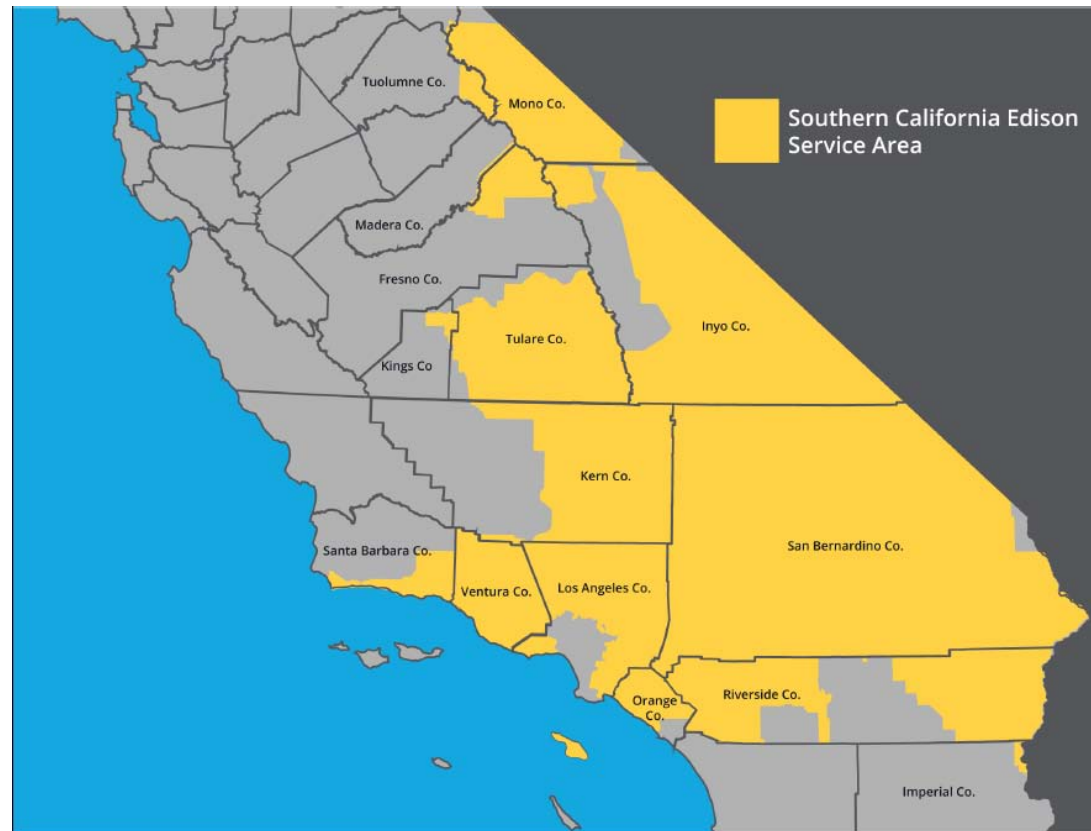 Tuolumne Co.
Mono Co.
Southern California Edison
Service Area
Madera Co.
Fresno Co.
Inyo Co.
Tulare Co.
Kings Co
Kern Co.
San Bernardino Co.
Santa Barbara Co.
Ventura Co.
Los Angeles Co.
Riverside Co.
Orange
Co.
Imperial Co.